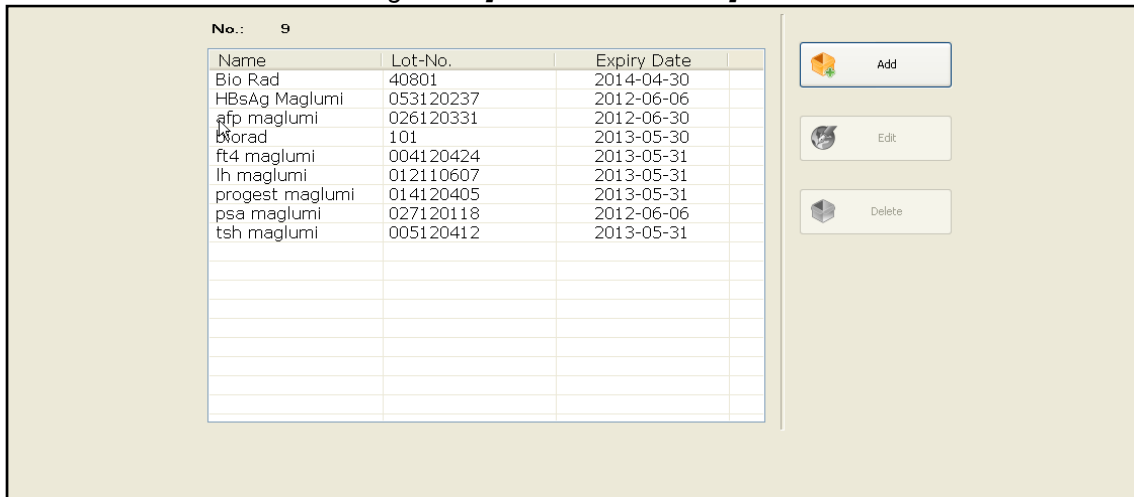 No.: 9
Name Lot-No. Expiry Date
Bio Rad 40801 2014-04-30
HBsAg Maglumi 053120237 2012-06-06
afp maglumi 026120331 2012-06-30
biorad 101 2013-05-30
ft4 maglumi 004120424 2013-05-31
lh maglumi 012110607 2013-05-31
progest maglumi 014120405 2013-05-31
psa maglumi 027120118 2012-06-06
tsh maglumi 005120412 2013-05-31
Add
Edit
Delete